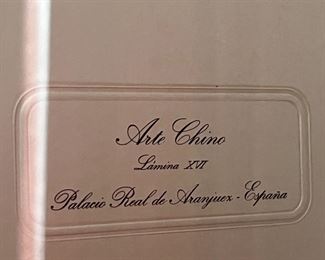 Arte Chino
Lámina XVI
Palacio Real de Aranjuez - España